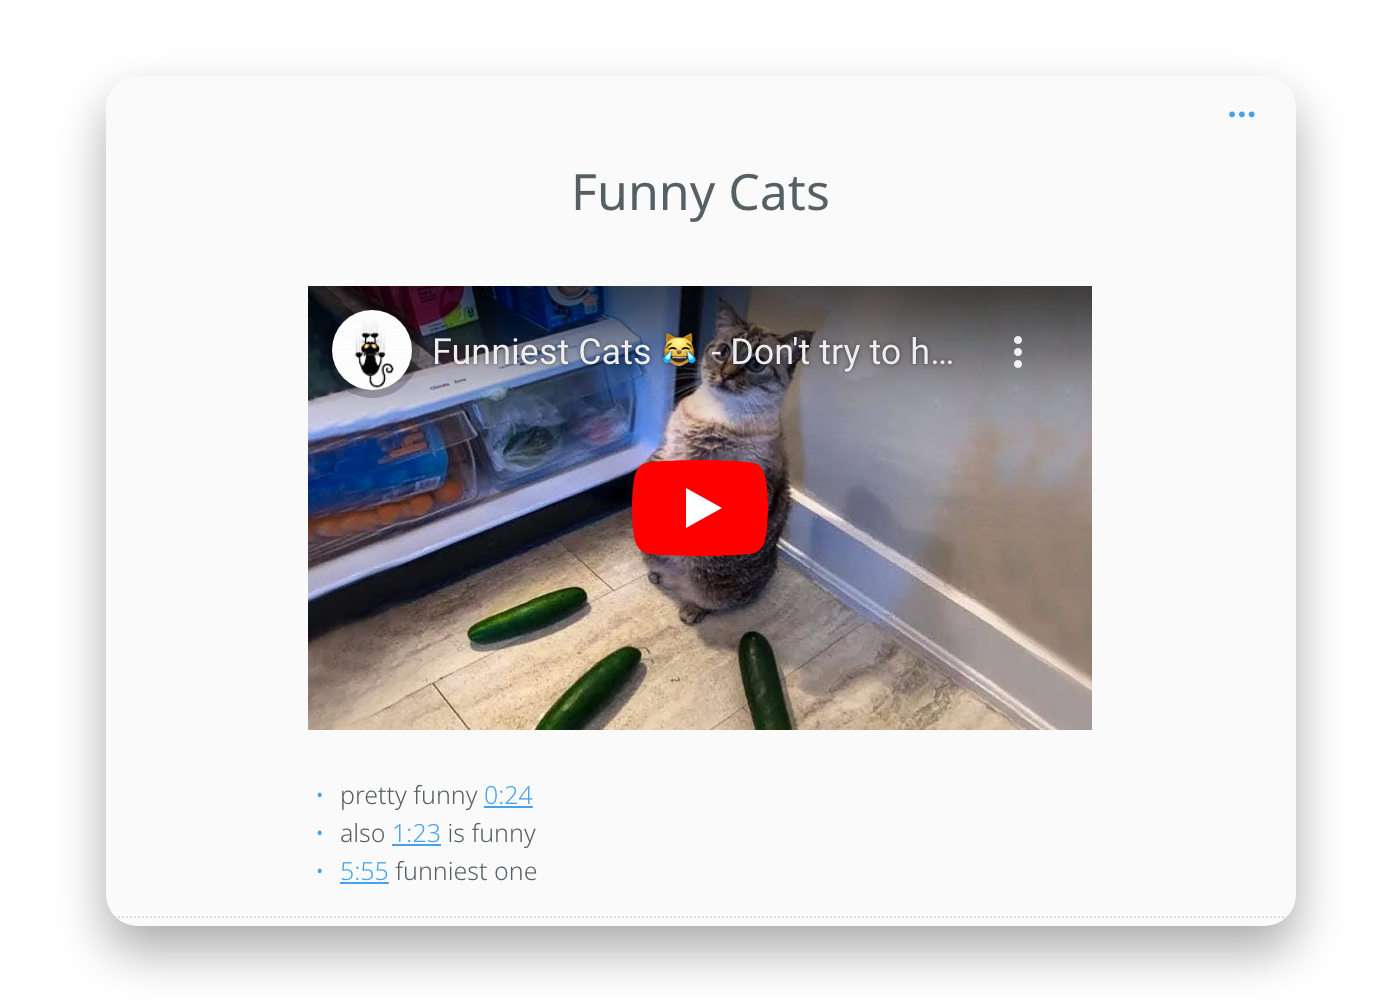 Funny Cats
Funniest Cats 😹 - Don't try to h...
pretty funny 0:24
also 1:23 is funny
5:55 funniest one